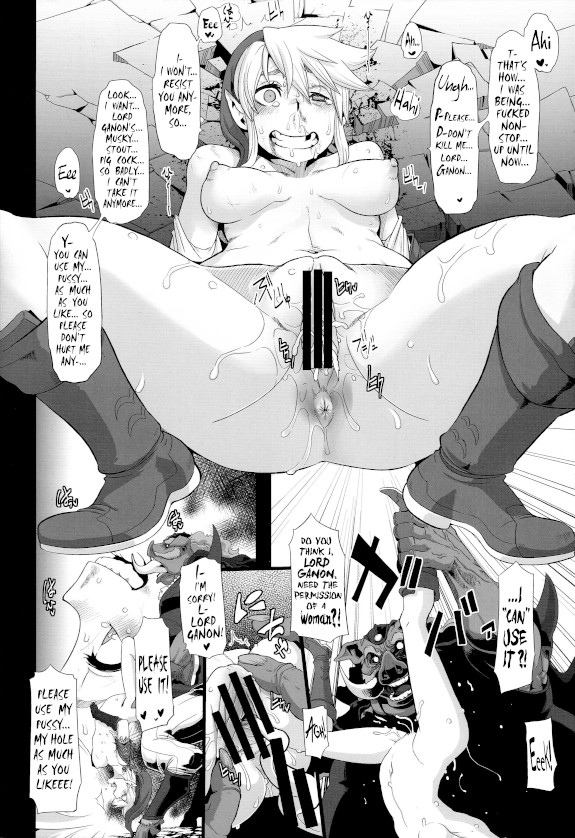 Ahi
T-
THAT'S
HOW...
I WAS
BEING...
FUCKED
NON-
STOP...
UP UNTIL
NOW...
Ah..
Hahi
Uhgh...
P-PLEASE...
D-DON'T
KILL ME...
LORD...
GANON...
Eee
I-
I WON'T...
RESIST
YOU ANY-
MORE,
SO...
LOOK...
I WANT...
LORD
GANON'S...
MUSKY...
STOUT...
PIG COCK...
SO BADLY...
I CAN'T
TAKE IT
ANYMORE...
Eee
Y-
YOU CAN
USE MY...
PUSSY...
AS MUCH
AS YOU
LIKE... SO
PLEASE
DON'T
HURT ME
ANY-...
...I
"CAN"
USE
IT?!
DO YOU
THINK I,
LORD
GANON,
NEED THE
PERMISSION
OF A
WOMAN?!
EEEK!
AGH!
I-
I'M
SORRY!
L-
LORD
GANON!
PLEASE
USE IT!
PLEASE
USE MY
PUSSY...
MY HOLE
AS MUCH
AS YOU
LIKEEE!